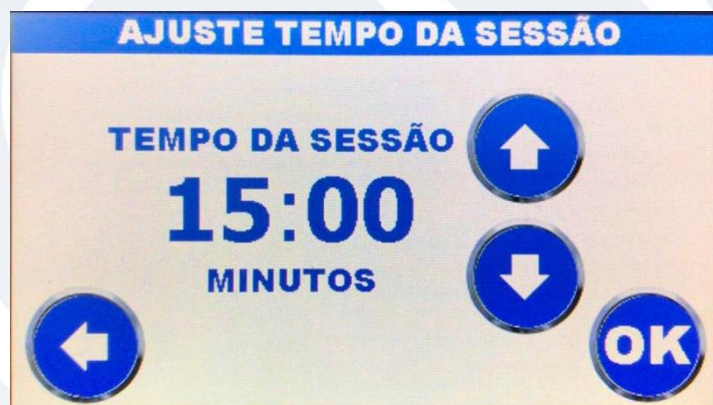 AJUSTE TEMPO DA SESSÃO
TEMPO DA SESSÃO
15:00
MINUTOS
OK